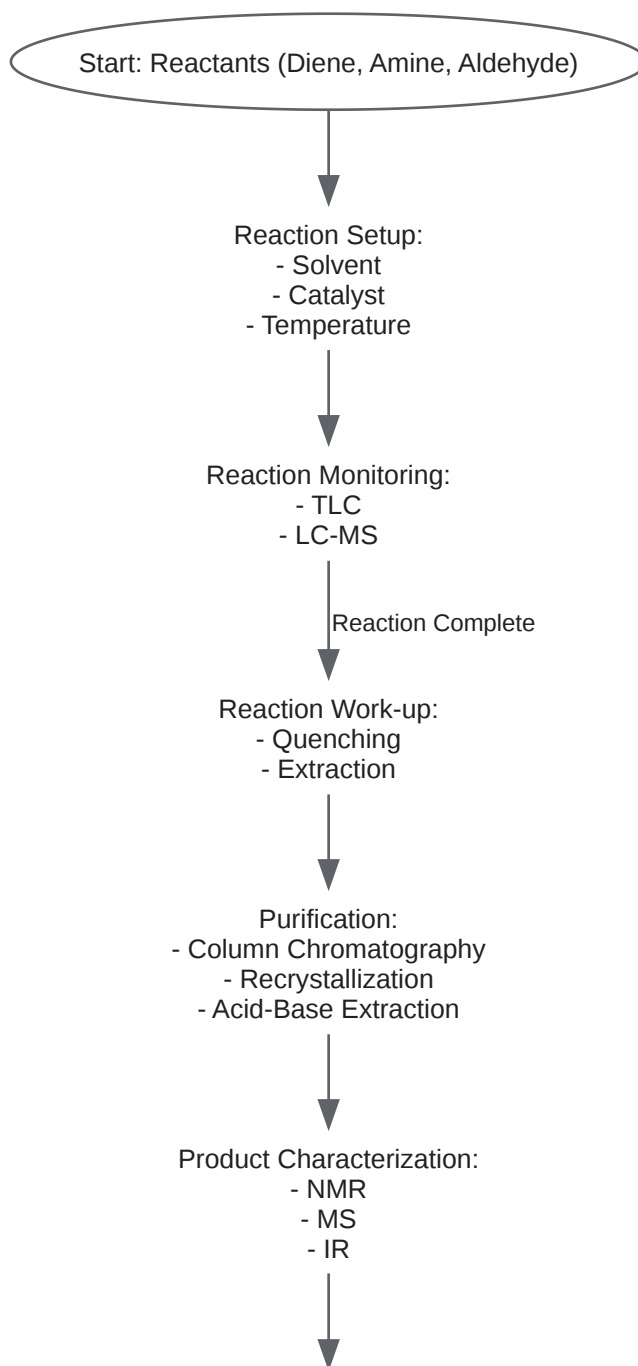 Start: Reactants (Diene, Amine, Aldehyde)
Reaction Setup:
- Solvent
- Catalyst
- Temperature
Reaction Monitoring:
- TLC
- LC-MS
Reaction Complete
Reaction Work-up:
- Quenching
- Extraction
Purification:
- Column Chromatography
- Recrystallization
- Acid-Base Extraction
Product Characterization:
- NMR
- MS
- IR